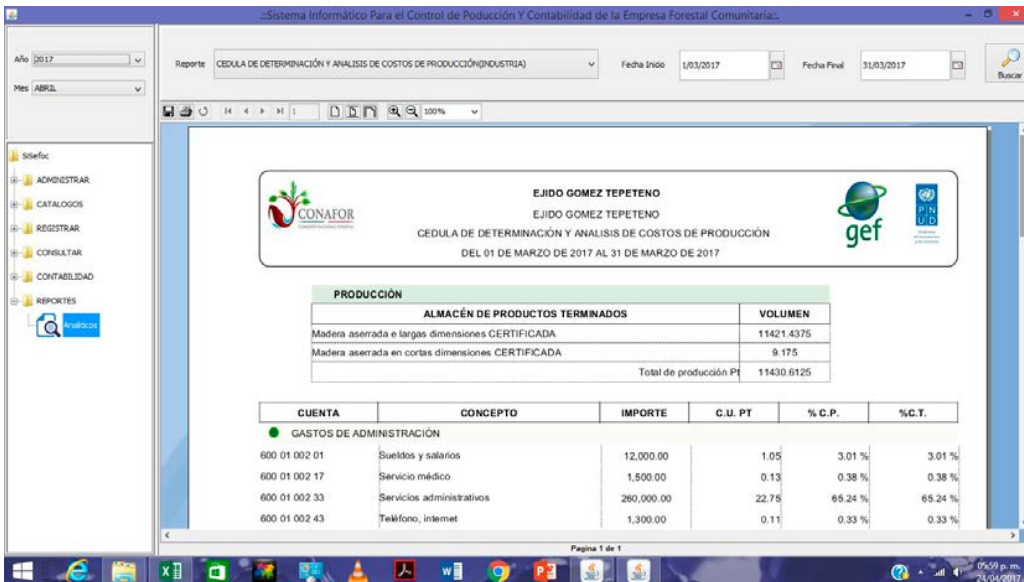 .:Sistema Informático Para el Control de Poducción Y Contabilidad de la Empresa Forestal Comunitaria:.
Año 2017
Mes ABRIL
Reporte CEDULA DE DETERMINACIÓN Y ANALISIS DE COSTOS DE PRODUCCIÓN(INDUSTRIA) Fecha Inicio 1/03/2017 Fecha Final 31/03/2017 Buscar
1 100%
SiSefoc
ADMINISTRAR
CATALOGOS
REGISTRAR
CONSULTAR
CONTABILIDAD
REPORTES
Analiticos
CONAFOR
EJIDO GOMEZ TEPETENO
EJIDO GOMEZ TEPETENO
CEDULA DE DETERMINACIÓN Y ANALISIS DE COSTOS DE PRODUCCIÓN
DEL 01 DE MARZO DE 2017 AL 31 DE MARZO DE 2017
gef
P N
U D
PRODUCCIÓN
ALMACÉN DE PRODUCTOS TERMINADOS VOLUMEN
Madera aserrada e largas dimensiones CERTIFICADA 11421.4375
Madera aserrada en cortas dimensiones CERTIFICADA 9.175
Total de producción Pt 11430.6125
CUENTA CONCEPTO IMPORTE C.U. PT % C.P. %C.T.
GASTOS DE ADMINISTRACIÓN
600 01 002 01 Sueldos y salarios 12,000.00 1.05 3.01 % 3.01 %
600 01 002 17 Servicio médico 1,500.00 0.13 0.38 % 0.38 %
600 01 002 33 Servicios administrativos 260,000.00 22.75 65.24 % 65.24 %
600 01 002 43 Teléfono, internet 1,300.00 0.11 0.33 % 0.33 %
Pagina 1 de 1
05:59 p. m.
24/04/2017